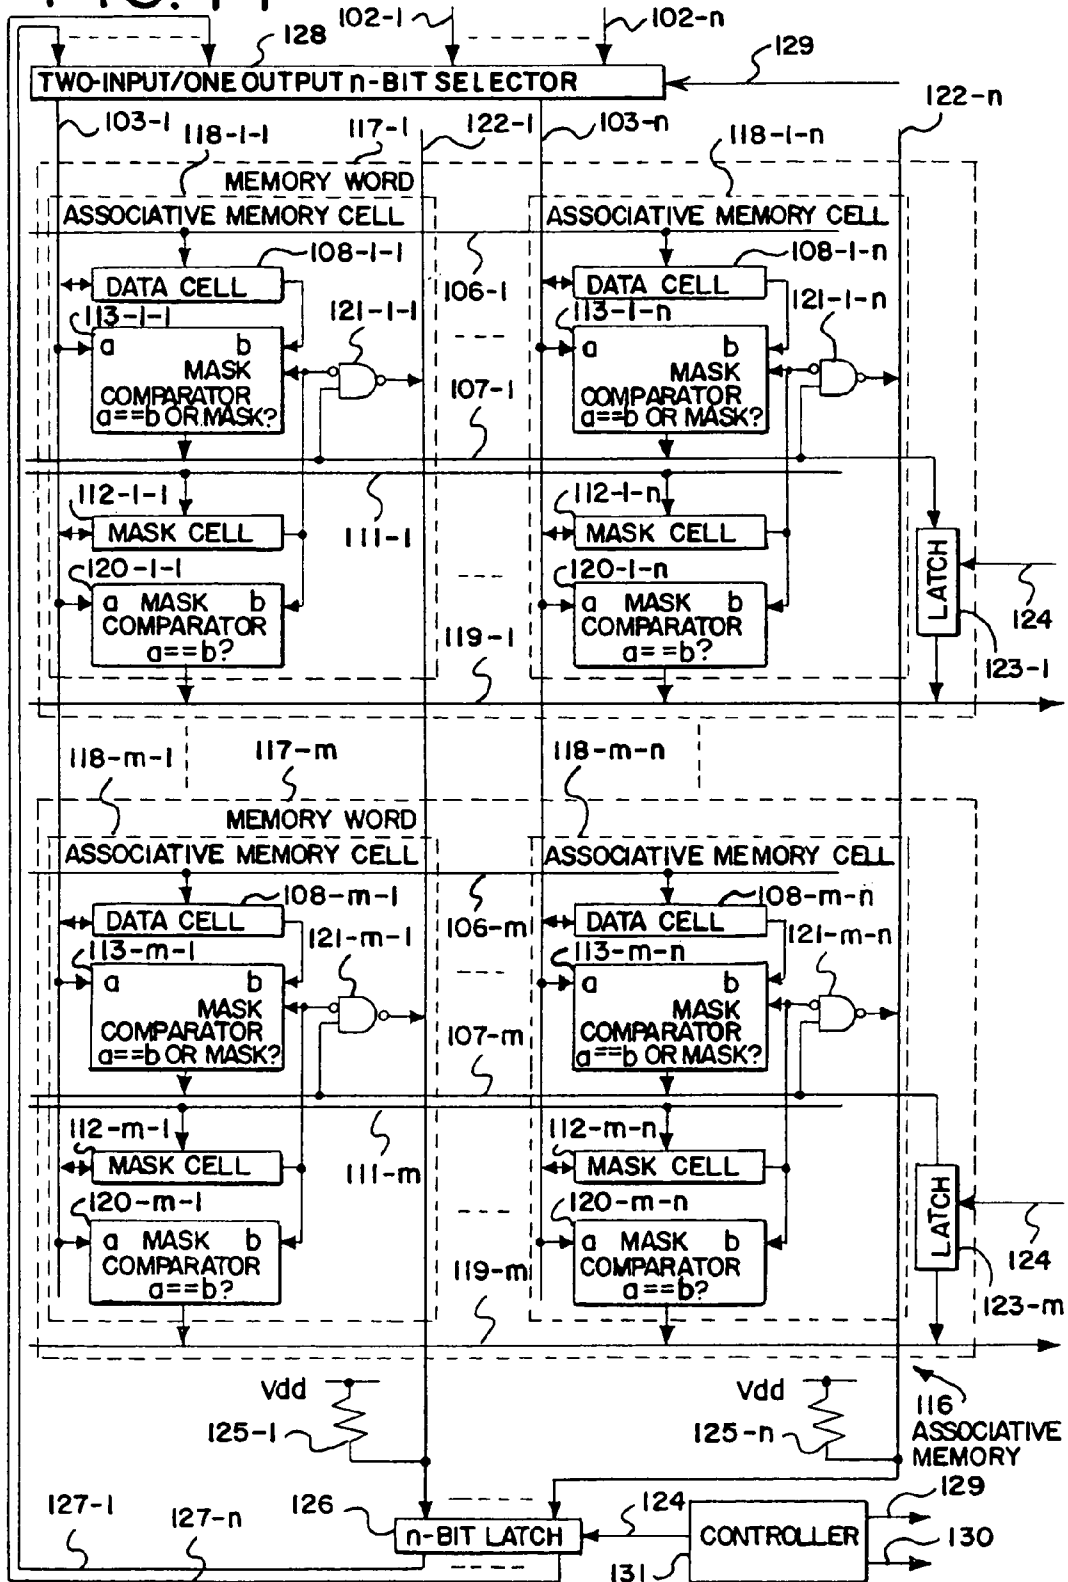 102-1
102-n
128
TWO-INPUT/ONE OUTPUT n-BIT SELECTOR
129
122-n
103-1
117-1
122-1
103-n
118-1-1
118-1-n
MEMORY WORD
ASSOCIATIVE MEMORY CELL
ASSOCIATIVE MEMORY CELL
108-1-1
108-1-n
DATA CELL
106-1
DATA CELL
113-1-1
121-1-1
113-1-n
121-1-n
a b
MASK
COMPARATOR
a==b OR MASK?
107-1
a b
MASK
COMPARATOR
a==b OR MASK?
112-1-1
112-1-n
MASK CELL
111-1
MASK CELL
LATCH
124
120-1-1
120-1-n
a MASK b
COMPARATOR
a==b?
119-1
a MASK b
COMPARATOR
a==b?
123-1
118-m-1
117-m
118-m-n
MEMORY WORD
ASSOCIATIVE MEMORY CELL
ASSOCIATIVE MEMORY CELL
108-m-1
108-m-n
DATA CELL
106-m
DATA CELL
113-m-1
121-m-1
113-m-n
121-m-n
a b
MASK
COMPARATOR
a==b OR MASK?
107-m
a b
MASK
COMPARATOR
a==b OR MASK?
112-m-1
112-m-n
MASK CELL
111-m
MASK CELL
LATCH
124
120-m-1
120-m-n
a MASK b
COMPARATOR
a==b?
119-m
a MASK b
COMPARATOR
a==b?
123-m
Vdd
Vdd
125-1
125-n
116
ASSOCIATIVE
MEMORY
127-1
127-n
126
n-BIT LATCH
124
CONTROLLER
129
130
131